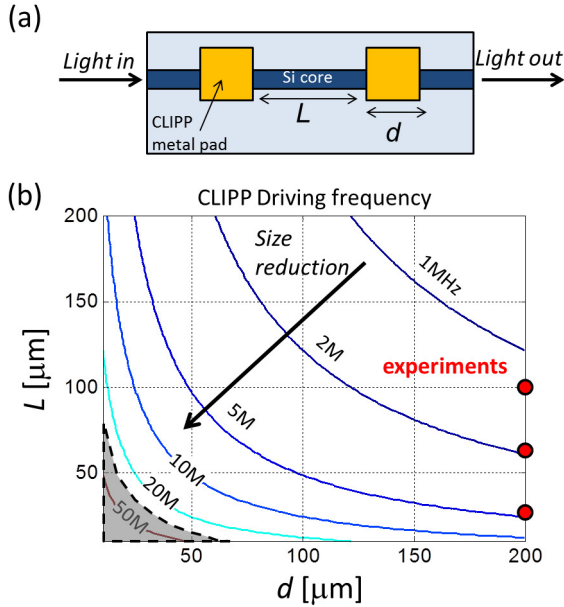 (a)
Light in
Light out
Si core
CLIPP
metal pad
L
d
(b)
CLIPP Driving frequency
200
150
100
50
L [μm]
Size
reduction
1MHz
2M
experiments
5M
10M
20M
50M
50
100
150
200
d [μm]